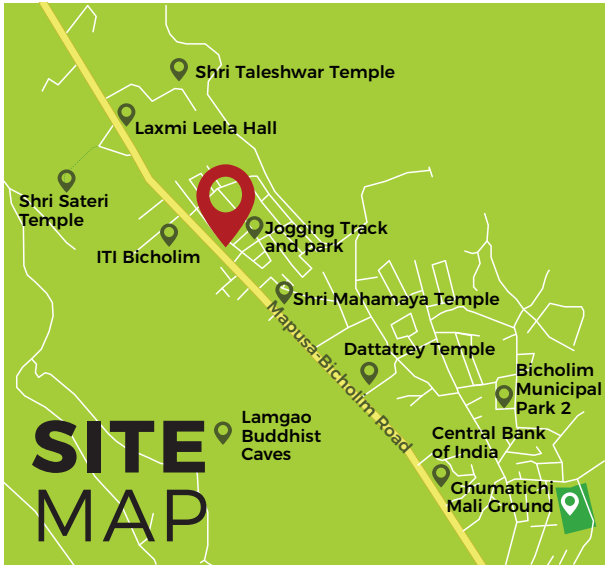 Shri Taleshwar Temple
Laxmi Leela Hall
Shri Sateri
Temple
ITI Bicholim
Jogging Track
and park
Shri Mahamaya Temple
Mapusa-Bicholim Road
Dattatrey Temple
Bicholim
Municipal
Park 2
Lamgao
Buddhist
Caves
Central Bank
of India
Ghumatichi
Mali Ground
SITE
MAP